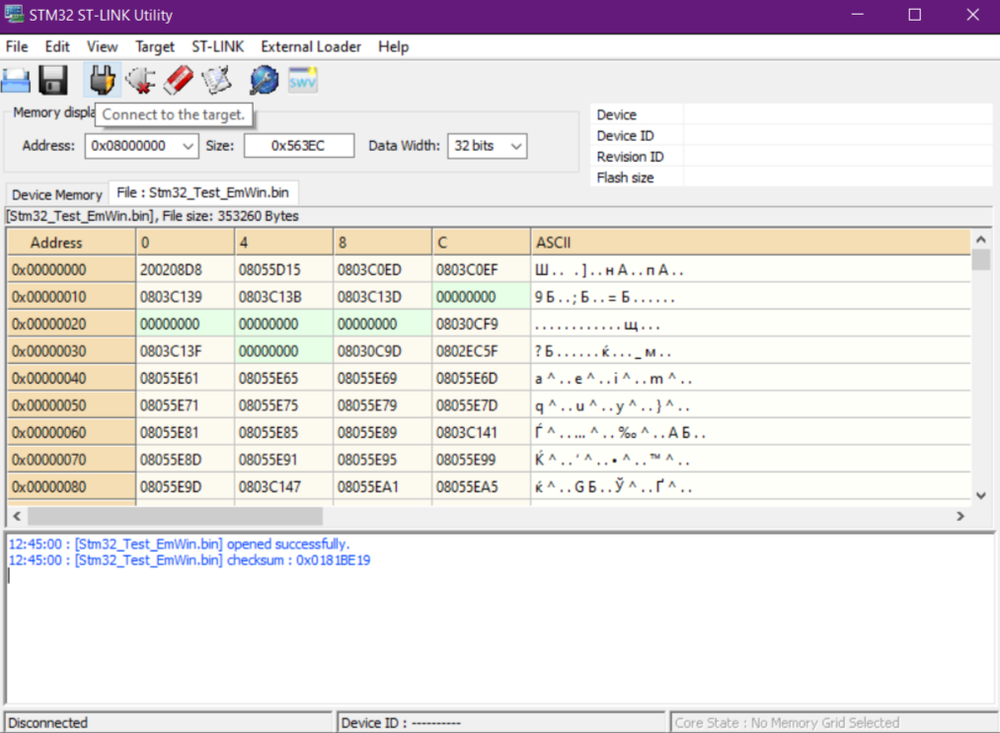 STM32 ST-LINK Utility
File Edit View Target ST-LINK External Loader Help
SWV
Memory displa
Connect to the target.
Address: 0x08000000 Size: 0x563EC Data Width: 32 bits
Device
Device ID
Revision ID
Flash size
Device Memory File : Stm32_Test_EmWin.bin
[Stm32_Test_EmWin.bin], File size: 353260 Bytes
Address 0 4 8 C ASCII
0x00000000 200208D8 08055D15 0803C0ED 0803C0EF Ш.. .]..нА..пА..
0x00000010 0803C139 0803C13B 0803C13D 00000000 9Б..;Б..=Б......
0x00000020 00000000 00000000 00000000 08030CF9 ............щ...
0x00000030 0803C13F 00000000 08030C9D 0802EC5F ?Б......ќ..._м..
0x00000040 08055E61 08055E65 08055E69 08055E6D a^..e^..i^..m^..
0x00000050 08055E71 08055E75 08055E79 08055E7D q^..u^..y^..}^..
0x00000060 08055E81 08055E85 08055E89 0803C141 Ѓ^..…^..‰^..АБ..
0x00000070 08055E8D 08055E91 08055E95 08055E99 Ќ^..‘^..•^..™^..
0x00000080 08055E9D 0803C147 08055EA1 08055EA5 ќ^..GБ..Ў^..Ґ^..
12:45:00 : [Stm32_Test_EmWin.bin] opened successfully.
12:45:00 : [Stm32_Test_EmWin.bin] checksum : 0x0181BE19
Disconnected Device ID : ---------- Core State : No Memory Grid Selected